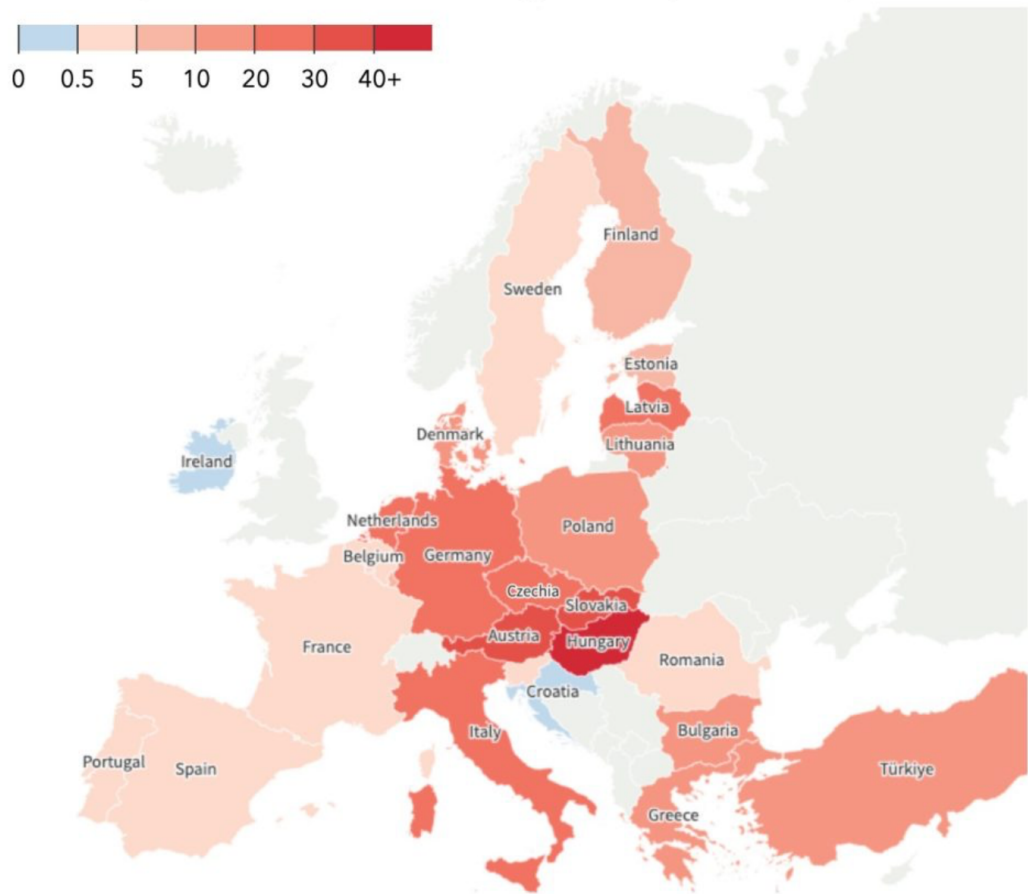 0 0.5 5 10 20 30 40+
Finland
Sweden
Estonia
Latvia
Denmark
Lithuania
Ireland
Netherlands
Poland
Belgium
Germany
Czechia
Slovakia
Austria
Hungary
France
Romania
Croatia
Italy
Bulgaria
Portugal
Spain
Türkiye
Greece